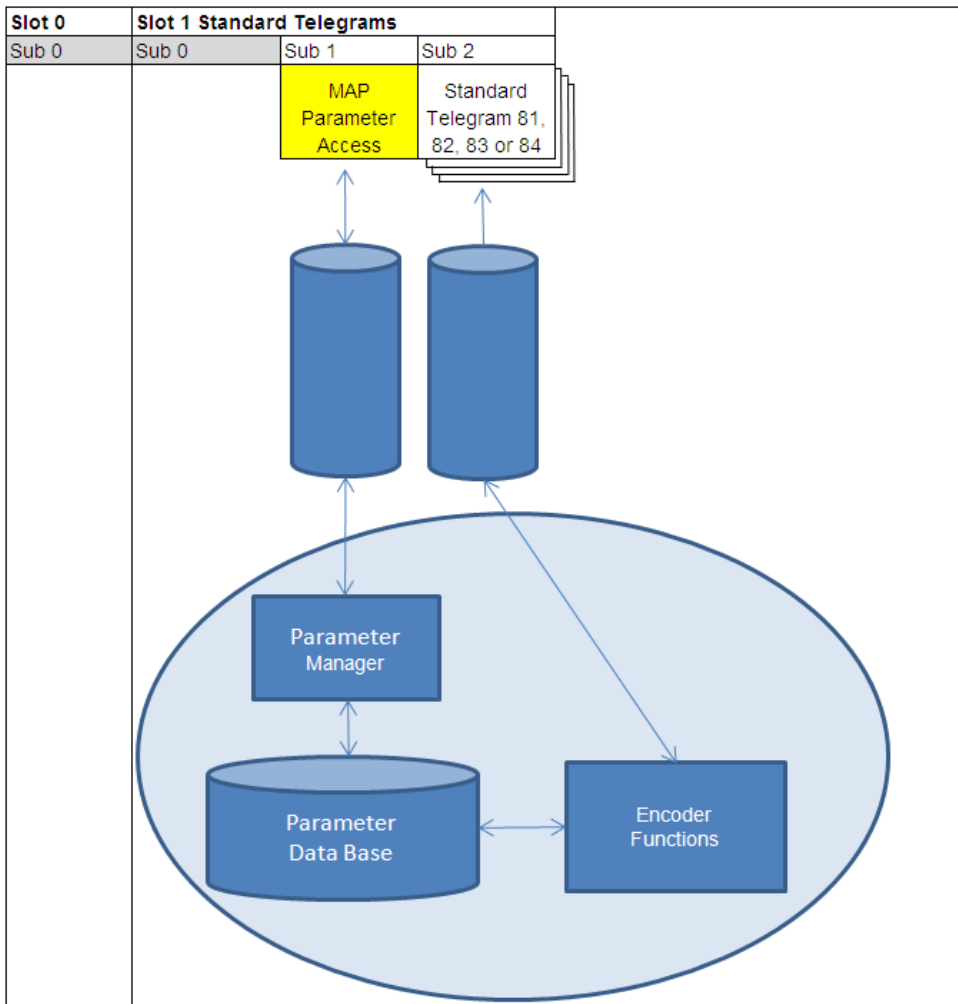 Slot 0
Slot 1 Standard Telegrams
Sub 0
Sub 0
Sub 1
Sub 2
MAP
Parameter
Access
Standard
Telegram 81,
82, 83 or 84
Parameter
Manager
Parameter
Data Base
Encoder
Functions